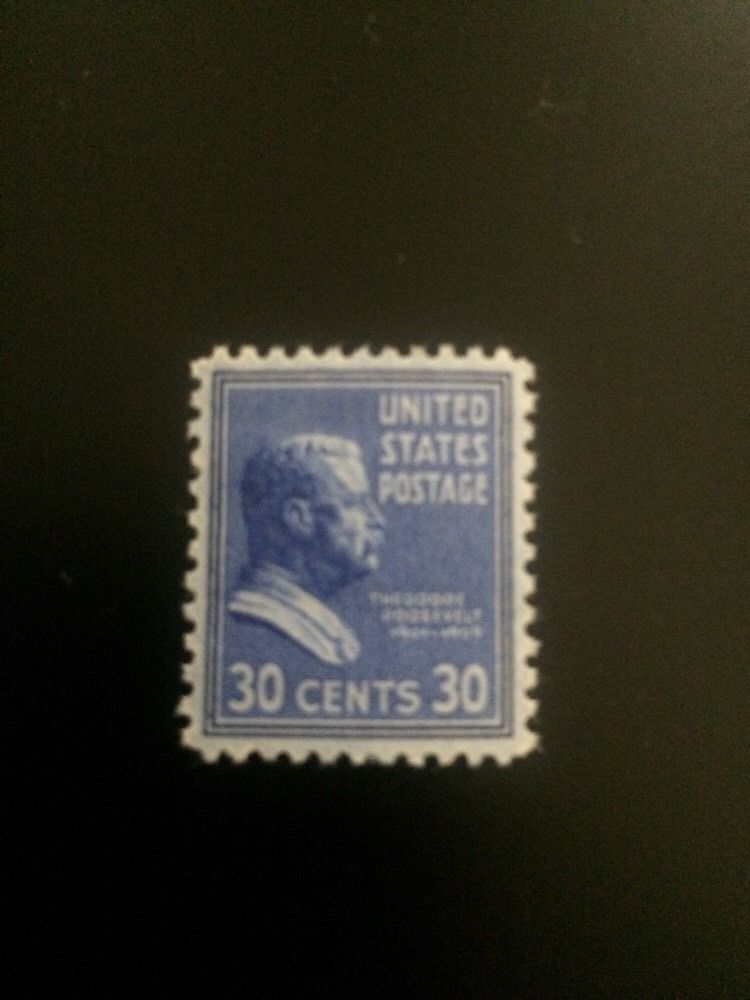 UNITED
STATES
POSTAGE
THEODORE
ROOSEVELT
30 CENTS 30